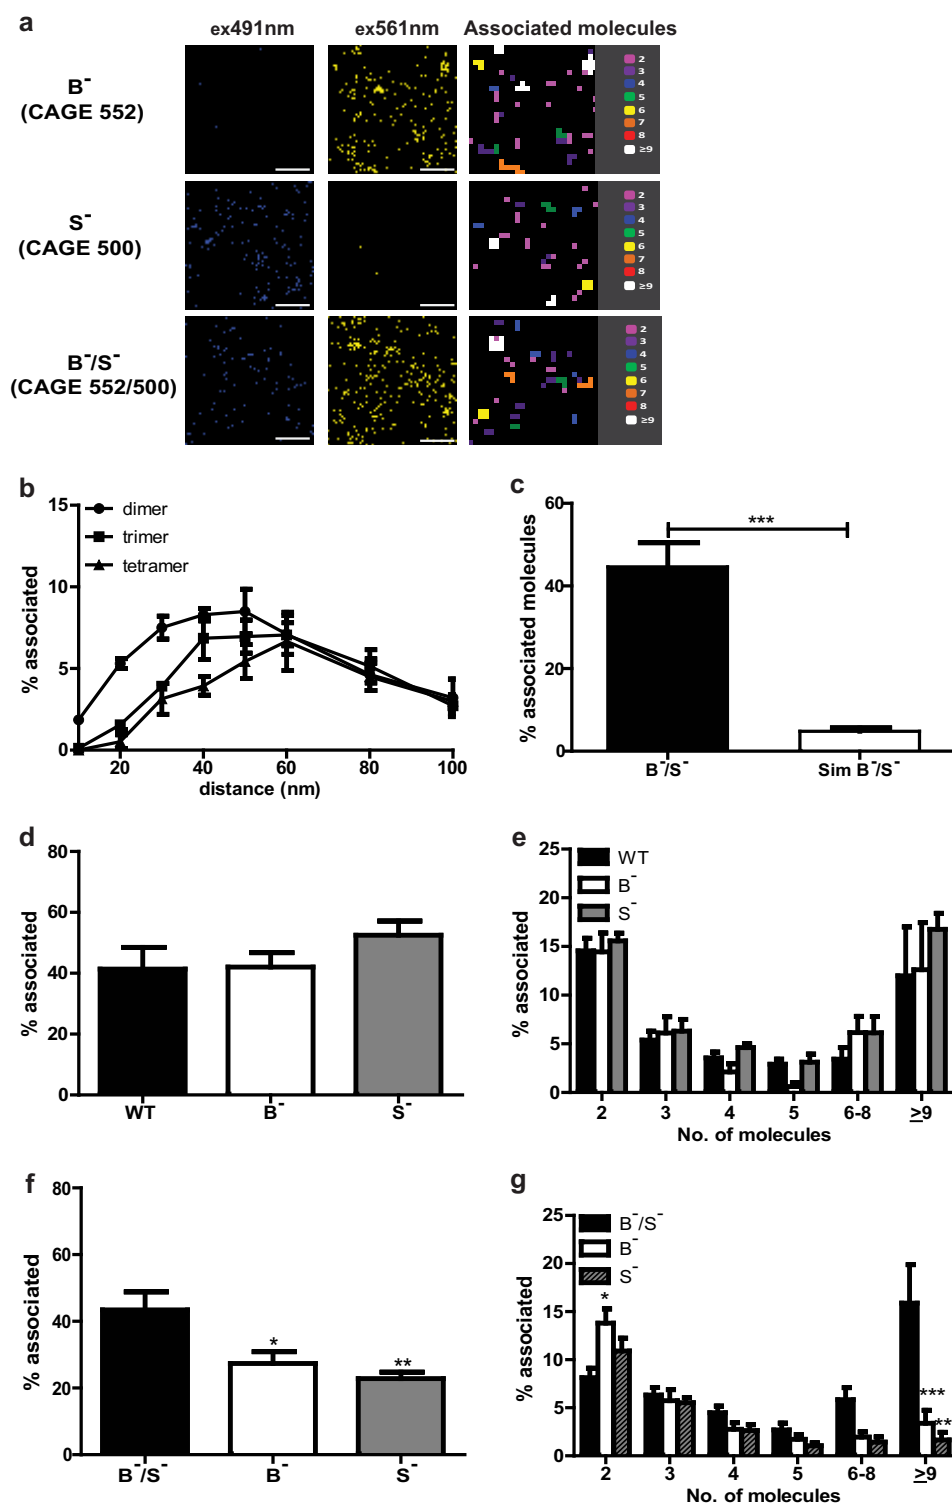 a
ex491nm ex561nm Associated molecules
B⁻
(CAGE 552)
2
3
4
5
6
7
8
≥9
S⁻
(CAGE 500)
2
3
4
5
6
7
8
≥9
B⁻/S⁻
(CAGE 552/500)
2
3
4
5
6
7
8
≥9
b
% associated
15
10
5
0
dimer
trimer
tetramer
20 40 60 80 100
distance (nm)
c
% associated molecules
60
40
20
0
***
B⁻/S⁻ Sim B⁻/S⁻
d
% associated
80
60
40
20
0
WT B⁻ S⁻
e
% associated
25
20
15
10
5
0
WT
B⁻
S⁻
2 3 4 5 6-8 ≥9
No. of molecules
f
% associated
80
60
40
20
0
*
**
B⁻/S⁻ B⁻ S⁻
g
% associated
25
20
15
10
5
0
B⁻/S⁻
B⁻
S⁻
*
***
**
2 3 4 5 6-8 ≥9
No. of molecules